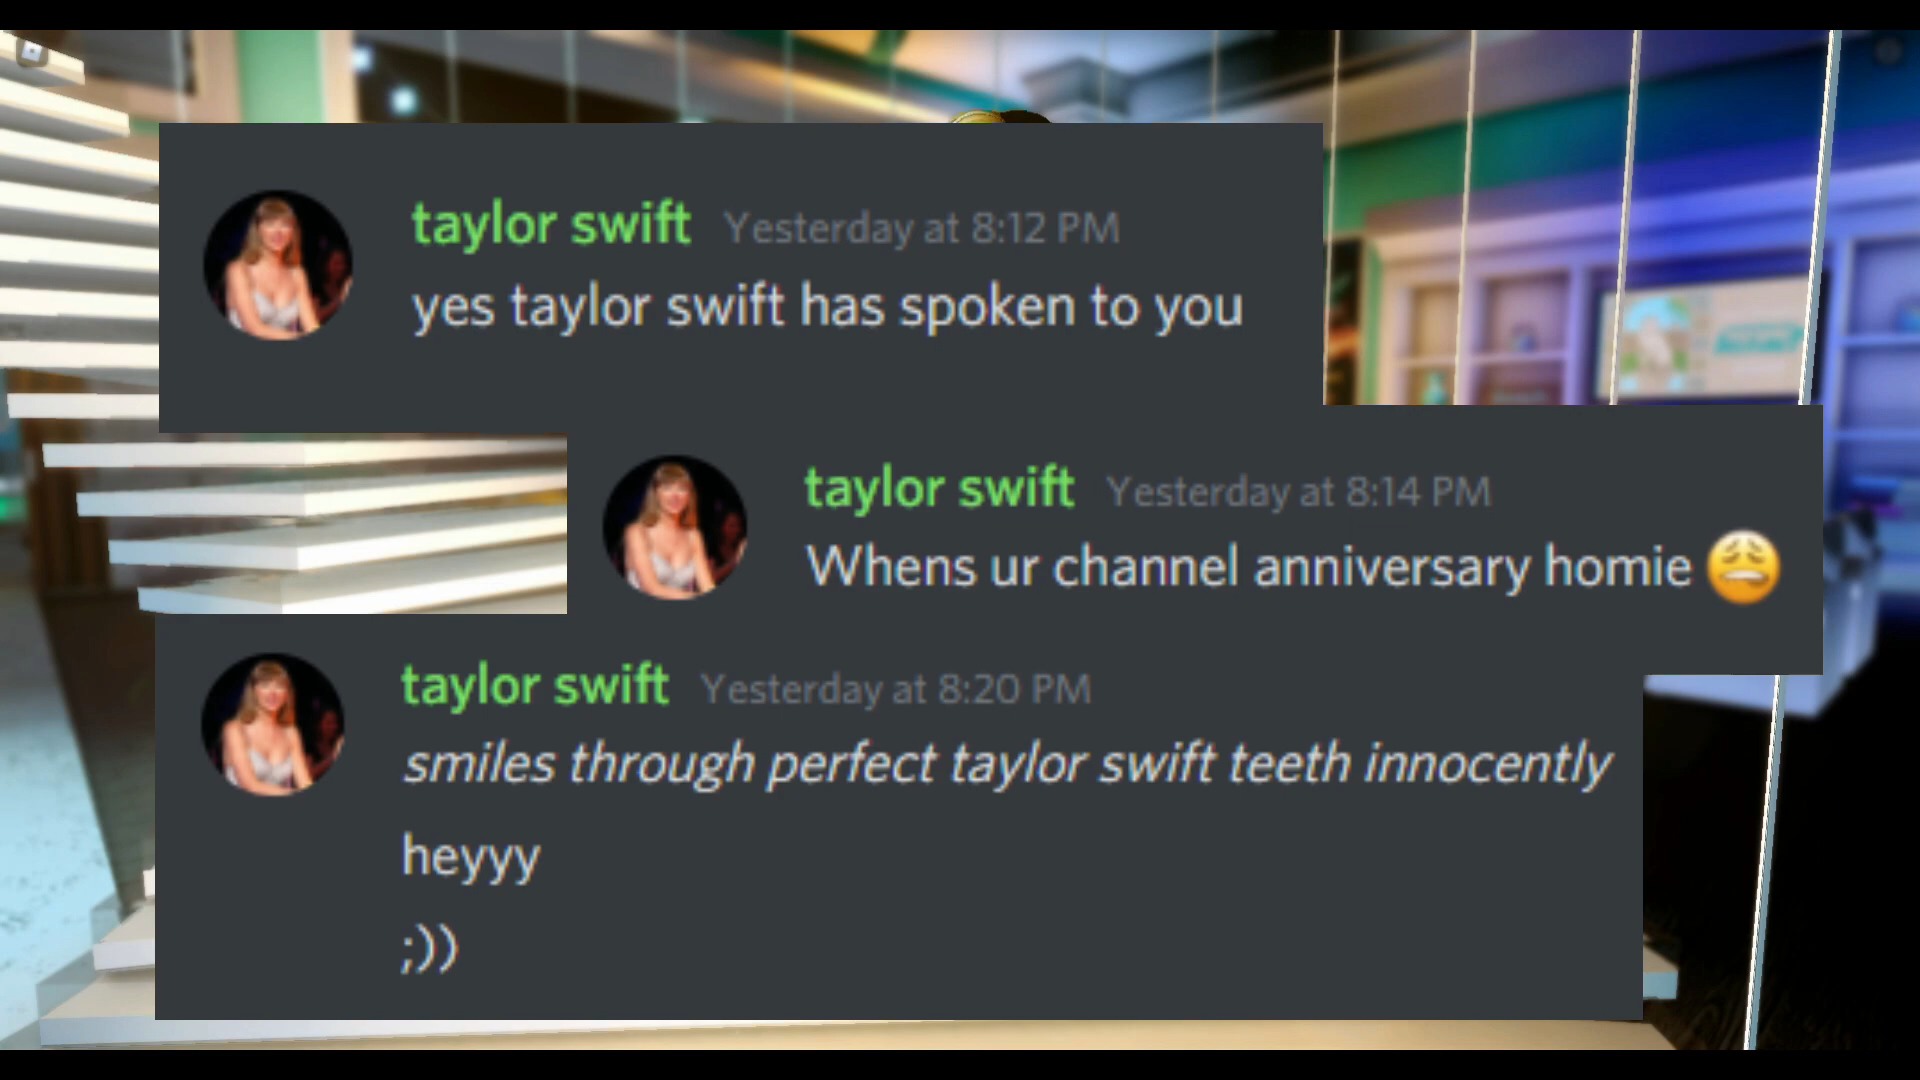 taylor swift Yesterday at 8:12 PM
yes taylor swift has spoken to you
taylor swift Yesterday at 8:14 PM
Whens ur channel anniversary homie 😩
taylor swift Yesterday at 8:20 PM
smiles through perfect taylor swift teeth innocently
heyyy
;))